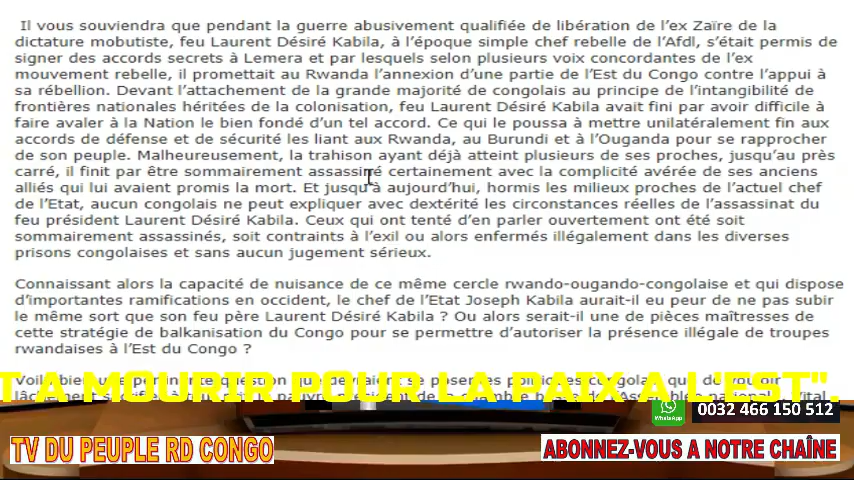 Il vous souviendra que pendant la guerre abusivement qualifiée de libération de l'ex Zaïre de la
dictature mobutiste, feu Laurent Désiré Kabila, à l'époque simple chef rebelle de l'Afdl, s'était permis de
signer des accords secrets à Lemera et par lesquels selon plusieurs voix concordantes de l'ex
mouvement rebelle, il promettait au Rwanda l'annexion d'une partie de l'Est du Congo contre l'appui à
sa rébellion. Devant l'attachement de la grande majorité de congolais au principe de l'intangibilité de
frontières nationales héritées de la colonisation, feu Laurent Désiré Kabila avait fini par avoir difficile à
faire avaler à la Nation le bien fondé d'un tel accord. Ce qui le poussa à mettre unilatéralement fin aux
accords de défense et de sécurité les liant aux Rwanda, au Burundi et à l'Ouganda pour se rapprocher
de son peuple. Malheureusement, la trahison ayant déjà atteint plusieurs de ses proches, jusqu'au près
carré, il finit par être sommairement assassiné certainement avec la complicité avérée de ses anciens
alliés qui lui avaient promis la mort. Et jusqu'à aujourd'hui, hormis les milieux proches de l'actuel chef
de l'Etat, aucun congolais ne peut expliquer avec dextérité les circonstances réelles de l'assassinat du
feu président Laurent Désiré Kabila. Ceux qui ont tenté d'en parler ouvertement ont été soit
sommairement assassinés, soit contraints à l'exil ou alors enfermés illégalement dans les diverses
prisons congolaises et sans aucun jugement sérieux.
Connaissant alors la capacité de nuisance de ce même cercle rwando-ougando-congolaise et qui dispose
d'importantes ramifications en occident, le chef de l'Etat Joseph Kabila aurait-il eu peur de ne pas subir
le même sort que son feu père Laurent Désiré Kabila ? Ou alors serait-il une de pièces maîtresses de
cette stratégie de balkanisation du Congo pour se permettre d'autoriser la présence illégale de troupes
rwandaises à l'Est du Congo ?
Voilà bien une pertinente question que devraient se poser les politiques congolais qui
T A MOURIR POUR LA PAIX A L'EST".
WhatsApp 0032 466 150 512
TV DU PEUPLE RD CONGO
ABONNEZ-VOUS A NOTRE CHAÎNE